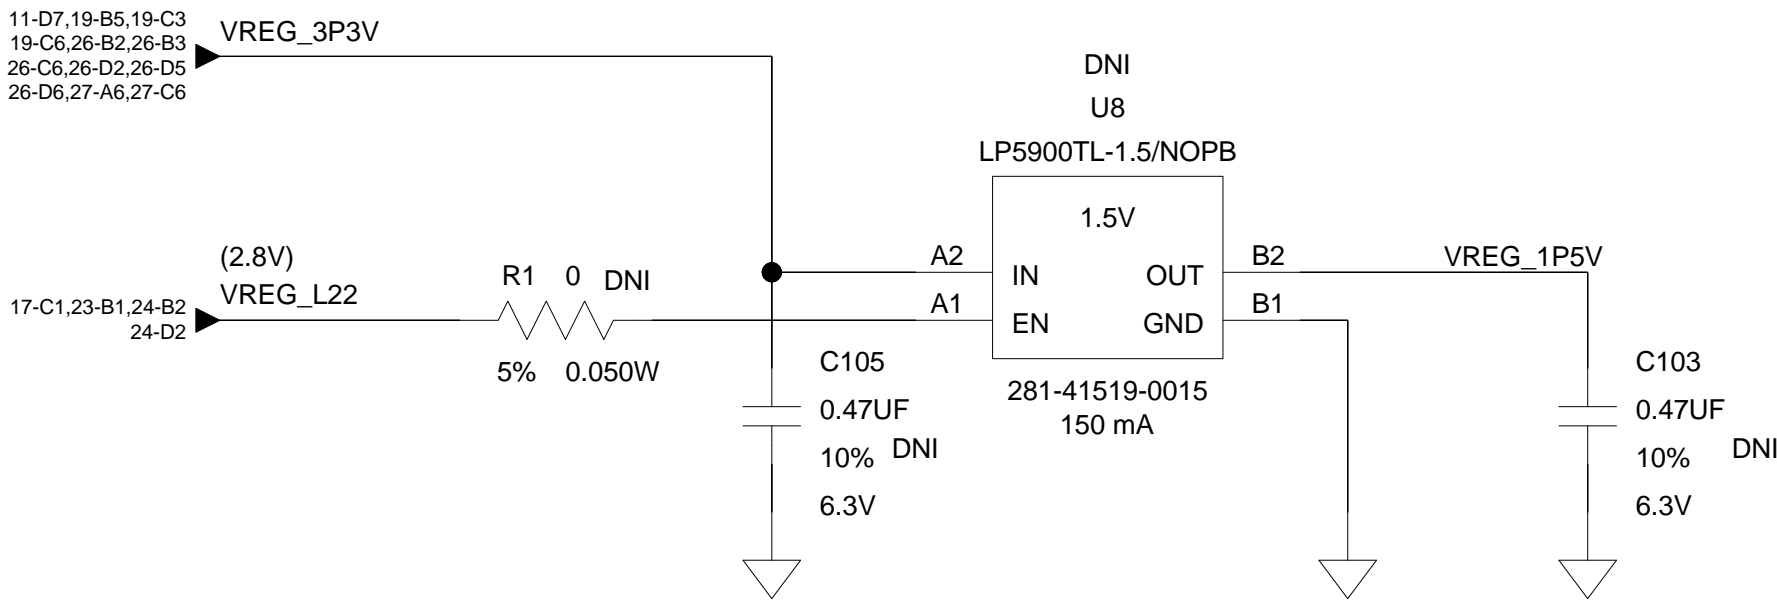 11-D7,19-B5,19-C3
19-C6,26-B2,26-B3
26-C6,26-D2,26-D5
26-D6,27-A6,27-C6
VREG_3P3V
DNI
U8
LP5900TL-1.5/NOPB
1.5V
(2.8V)
VREG_L22
17-C1,23-B1,24-B2
24-D2
R1 0 DNI
5% 0.050W
A2 IN OUT B2
A1 EN GND B1
VREG_1P5V
281-41519-0015
150 mA
C105
0.47UF
10% DNI
6.3V
C103
0.47UF
10% DNI
6.3V